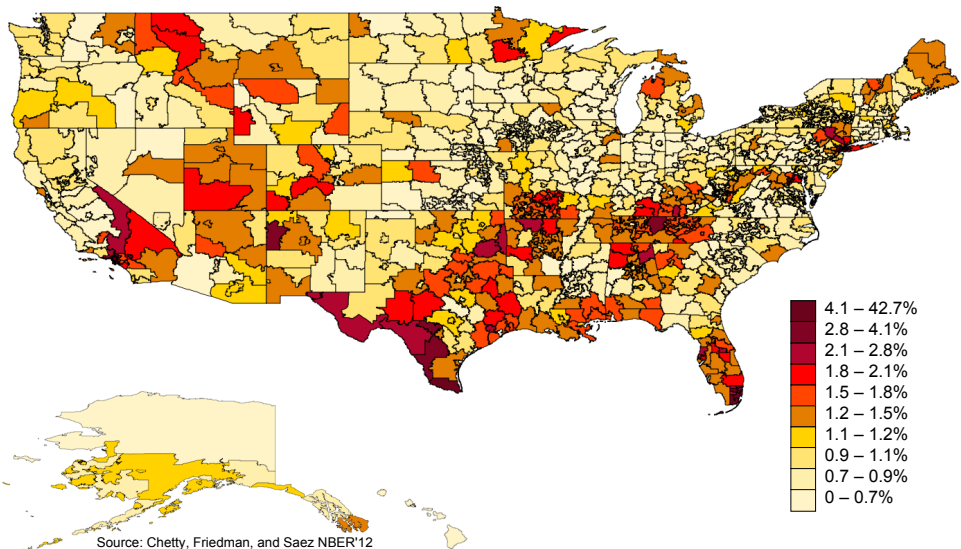 4.1 – 42.7%
2.8 – 4.1%
2.1 – 2.8%
1.8 – 2.1%
1.5 – 1.8%
1.2 – 1.5%
1.1 – 1.2%
0.9 – 1.1%
0.7 – 0.9%
0 – 0.7%
Source: Chetty, Friedman, and Saez NBER'12